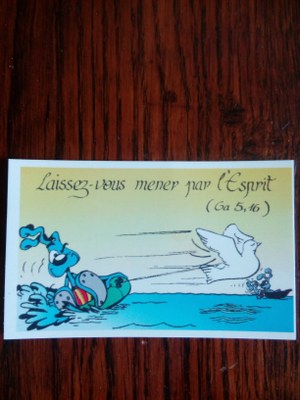 Laissez-vous mener par l'Esprit
(Ga 5, 16)